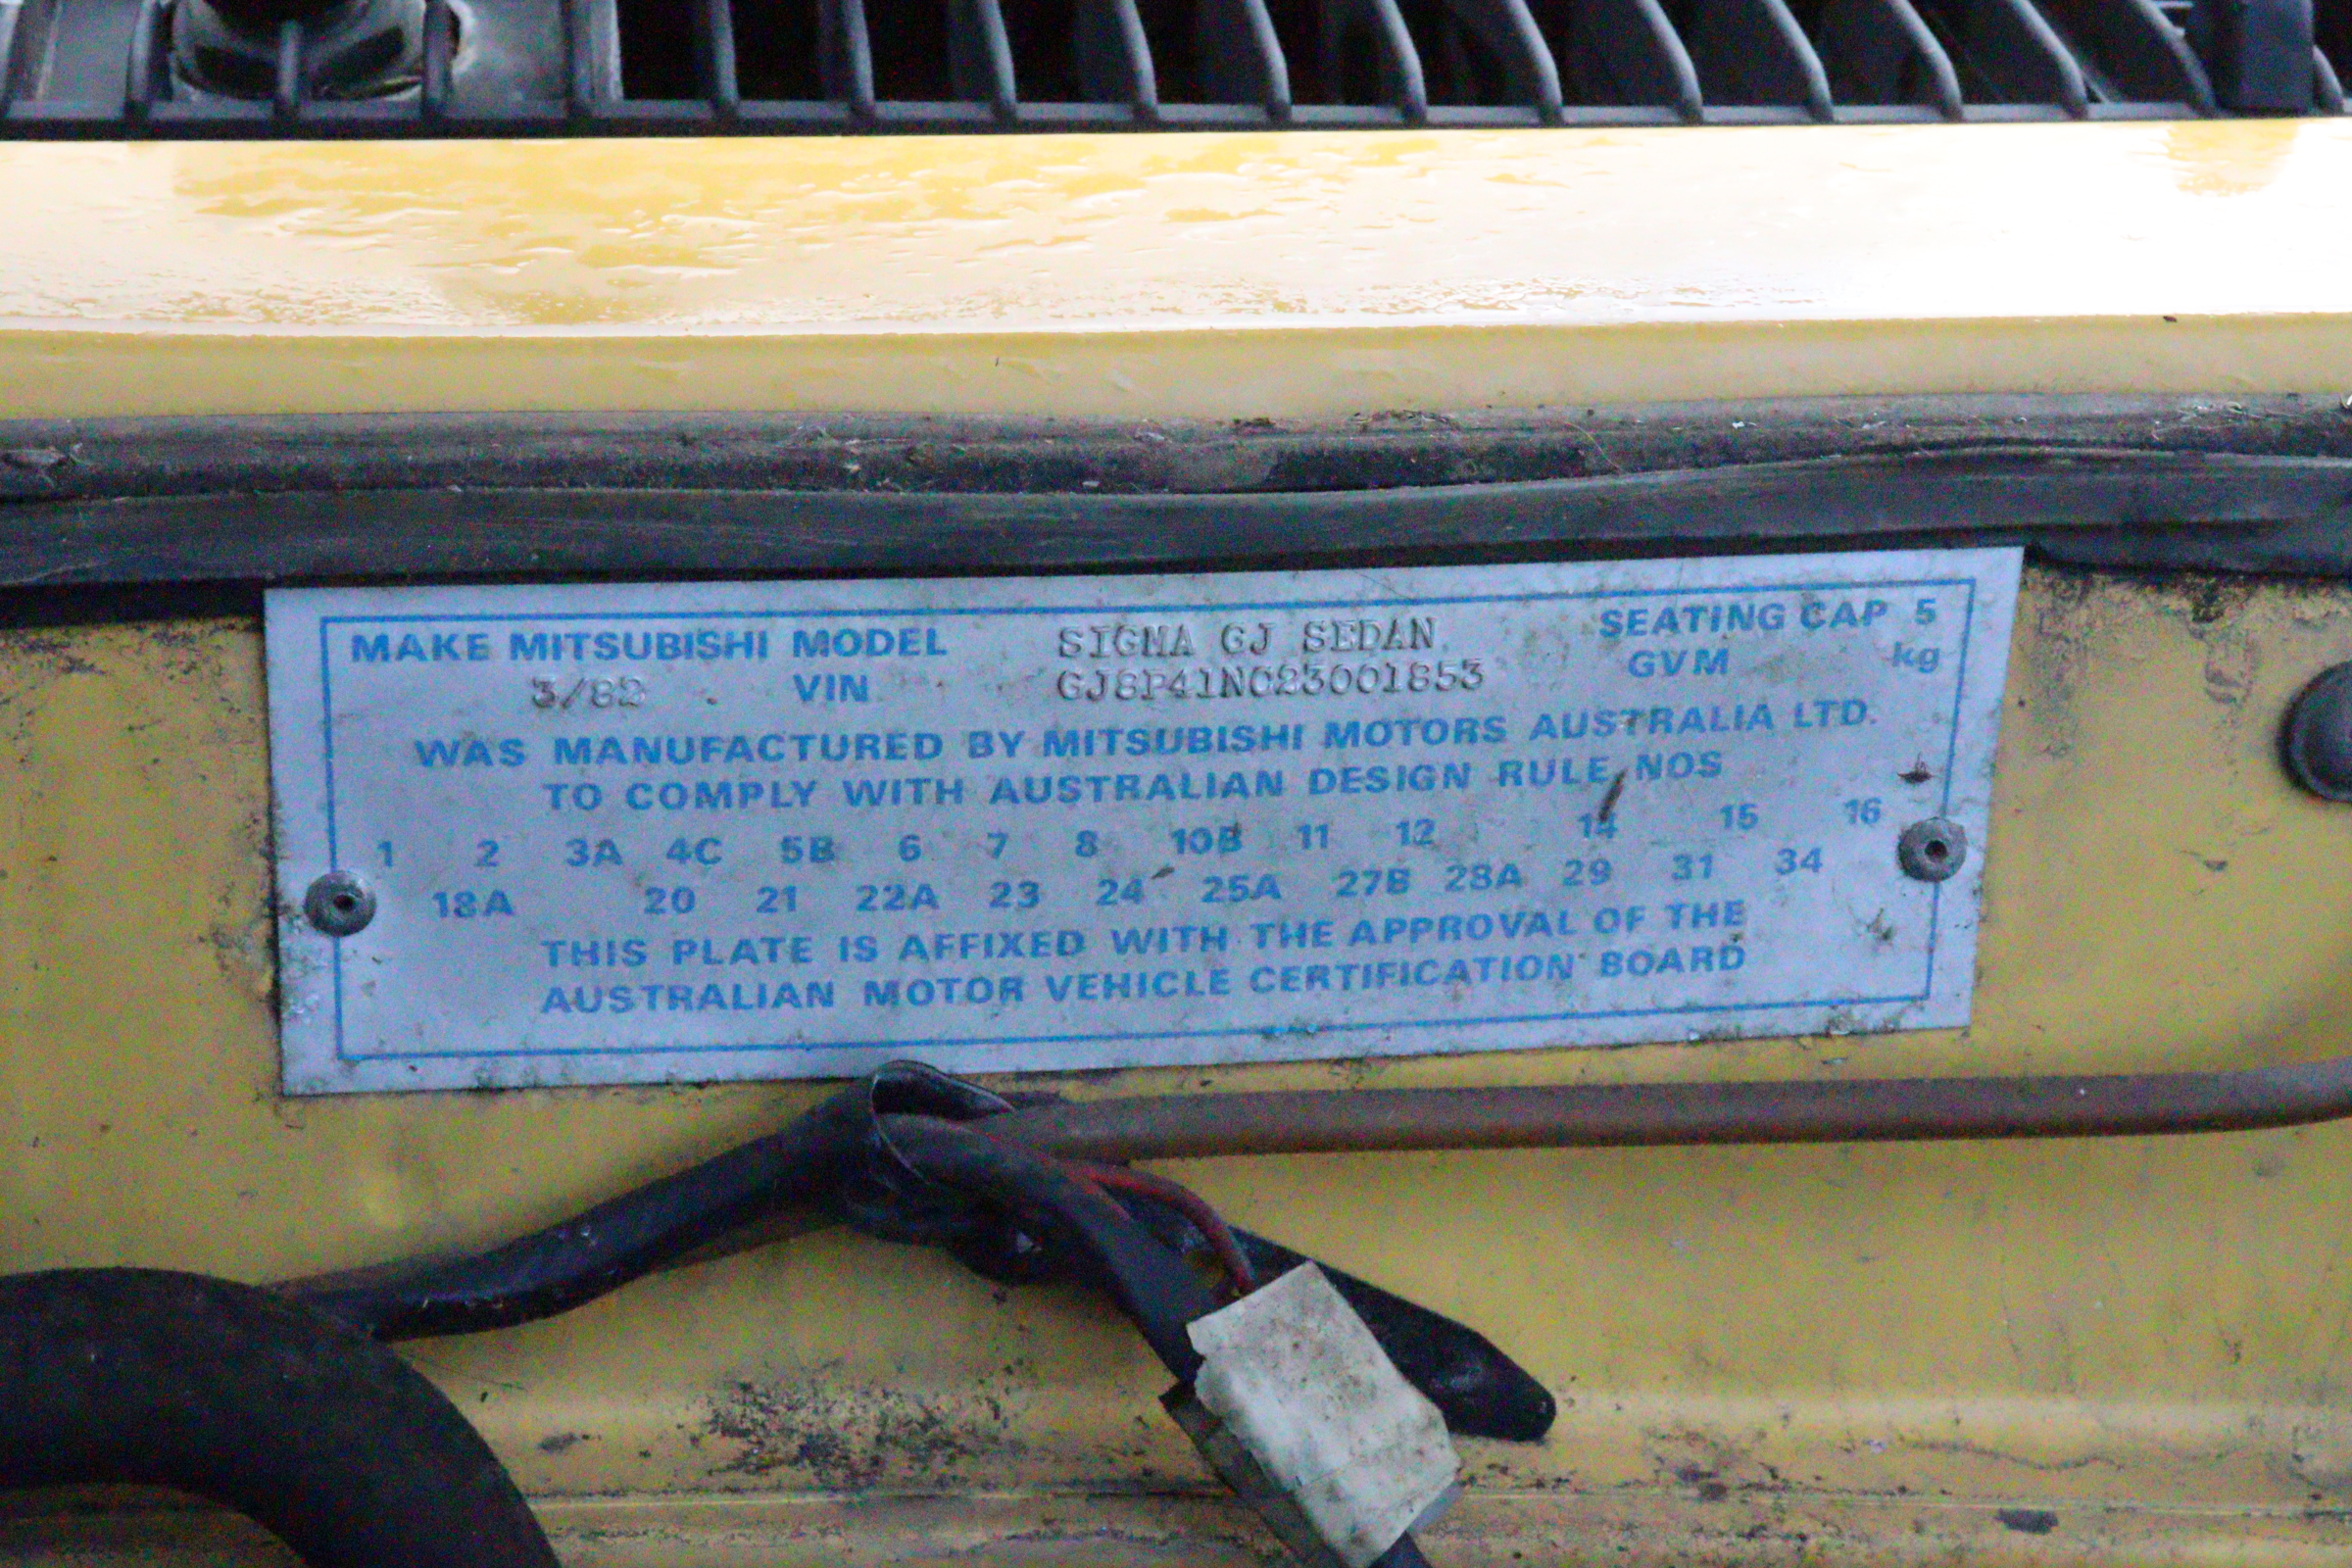 MAKE MITSUBISHI MODEL SIGMA GJ SEDAN. SEATING CAP 5
3/82 VIN GJ8P41NC23001853 GVM kg
WAS MANUFACTURED BY MITSUBISHI MOTORS AUSTRALIA LTD.
TO COMPLY WITH AUSTRALIAN DESIGN RULE NOS
1 2 3A 4C 5B 6 7 8 10B 11 12 14 15 16
18A 20 21 22A 23 24 25A 27B 28A 29 31 34
THIS PLATE IS AFFIXED WITH THE APPROVAL OF THE
AUSTRALIAN MOTOR VEHICLE CERTIFICATION BOARD